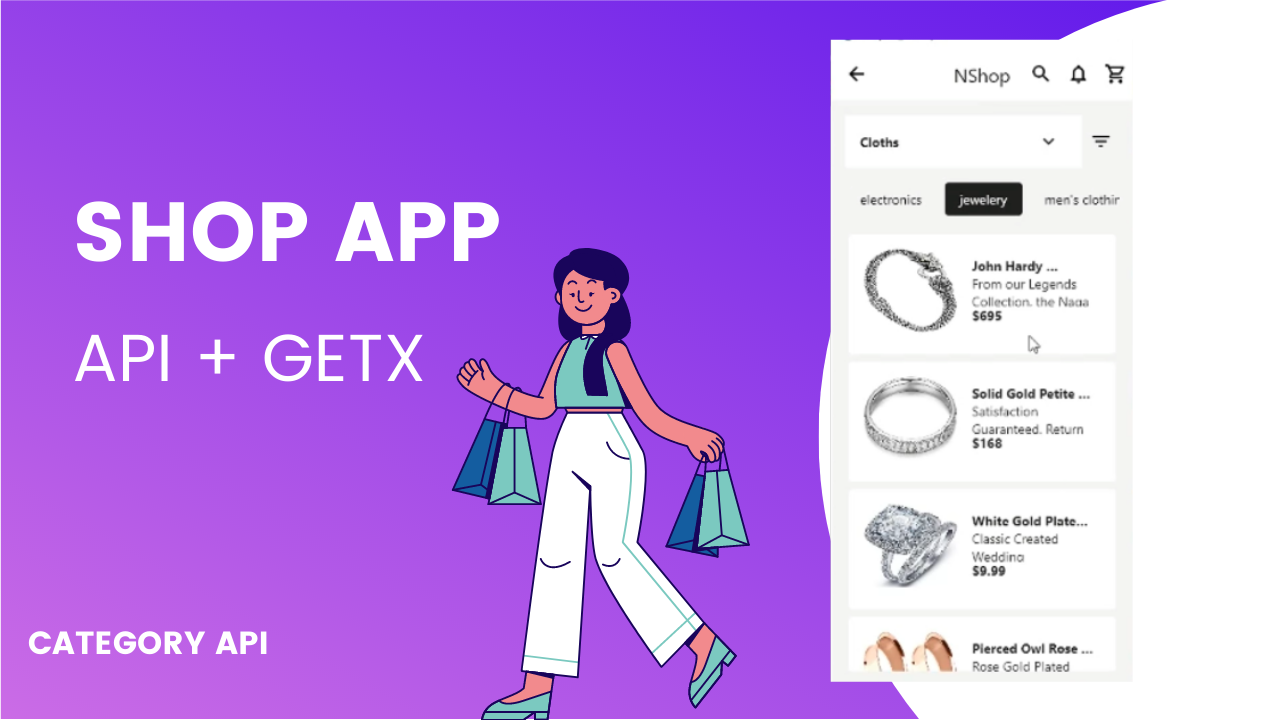 SHOP APP
API + GETX
CATEGORY API
NShop
Cloths
electronics
jewelery
men's clothin
John Hardy ...
From our Legends
Collection, the Naga
$695
Solid Gold Petite ...
Satisfaction
Guaranteed. Return
$168
White Gold Plate...
Classic Created
Wedding
$9.99
Pierced Owl Rose ...
Rose Gold Plated